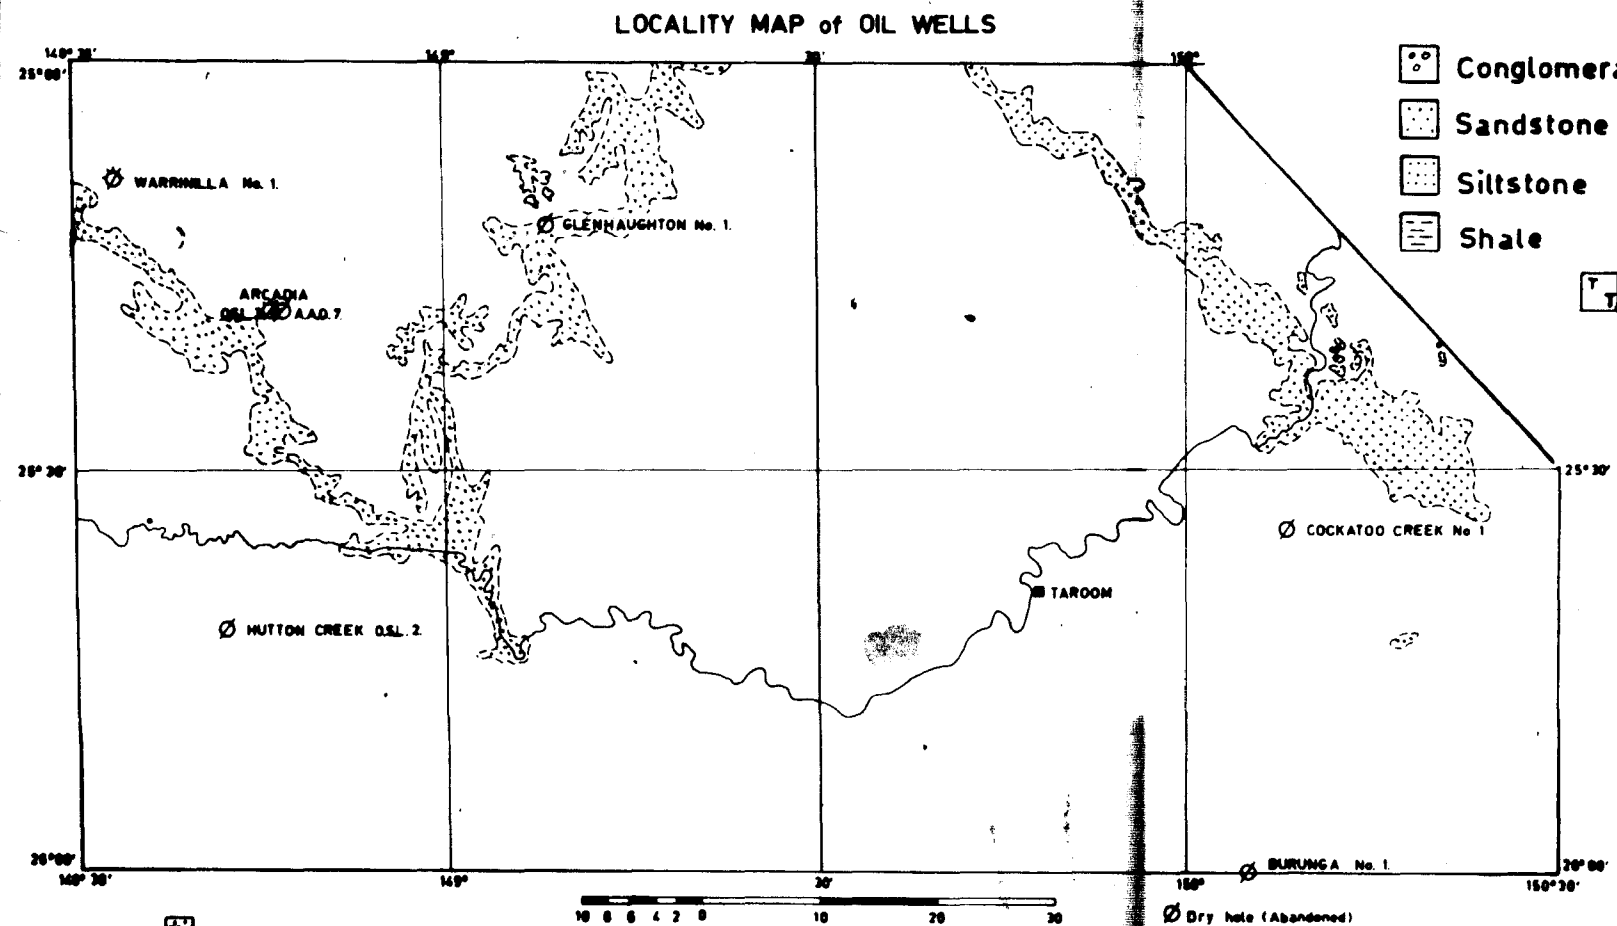 LOCALITY MAP of OIL WELLS
148° 30'
149°
30'
150°
25°00'
Conglomera
Sandstone
Siltstone
Shale
T
T
WARRINILLA No. 1.
GLENHAUGHTON No. 1.
ARCADIA
O.S.L. A.A.O. 7.
9
25° 30'
25° 30'
COCKATOO CREEK No 1
TAROOM
HUTTON CREEK O.S.L. 2.
BURUNGA No. 1.
26°00'
26°00'
148° 30'
149°
30'
150°
150° 30'
10 8 6 4 2 0 10 20 30
Dry hole (Abandoned)